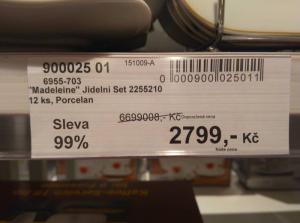 900025 01
151009-A
6955-703
0 000900 025011
"Madeleine" Jidelni Set 2255210
12 ks, Porcelan
6699008,- Kč
Sleva
99%
2799,- Kč